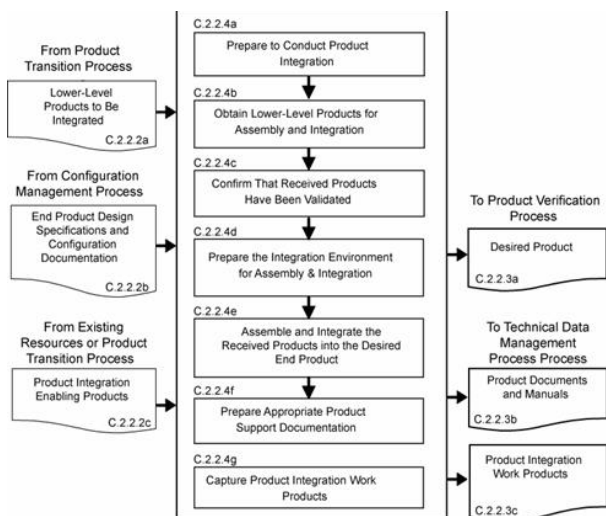 From Product
Transition Process
Lower-Level
Products to Be
Integrated
C.2.2.2a
From Configuration
Management Process
End Product Design
Specifications and
Configuration
Documentation
C.2.2.2b
From Existing
Resources or Product
Transition Process
Product Integration
Enabling Products
C.2.2.2c
C.2.2.4a
Prepare to Conduct Product
Integration
C.2.2.4b
Obtain Lower-Level Products for
Assembly and Integration
C.2.2.4c
Confirm That Received Products
Have Been Validated
C.2.2.4d
Prepare the Integration Environment
for Assembly & Integration
C.2.2.4e
Assemble and Integrate the
Received Products into the Desired
End Product
C.2.2.4f
Prepare Appropriate Product
Support Documentation
C.2.2.4g
Capture Product Integration Work
Products
To Product Verification
Process
Desired Product
C.2.2.3a
To Technical Data
Management
Process Process
Product Documents
and Manuals
C.2.2.3b
Product Integration
Work Products
C.2.2.3c